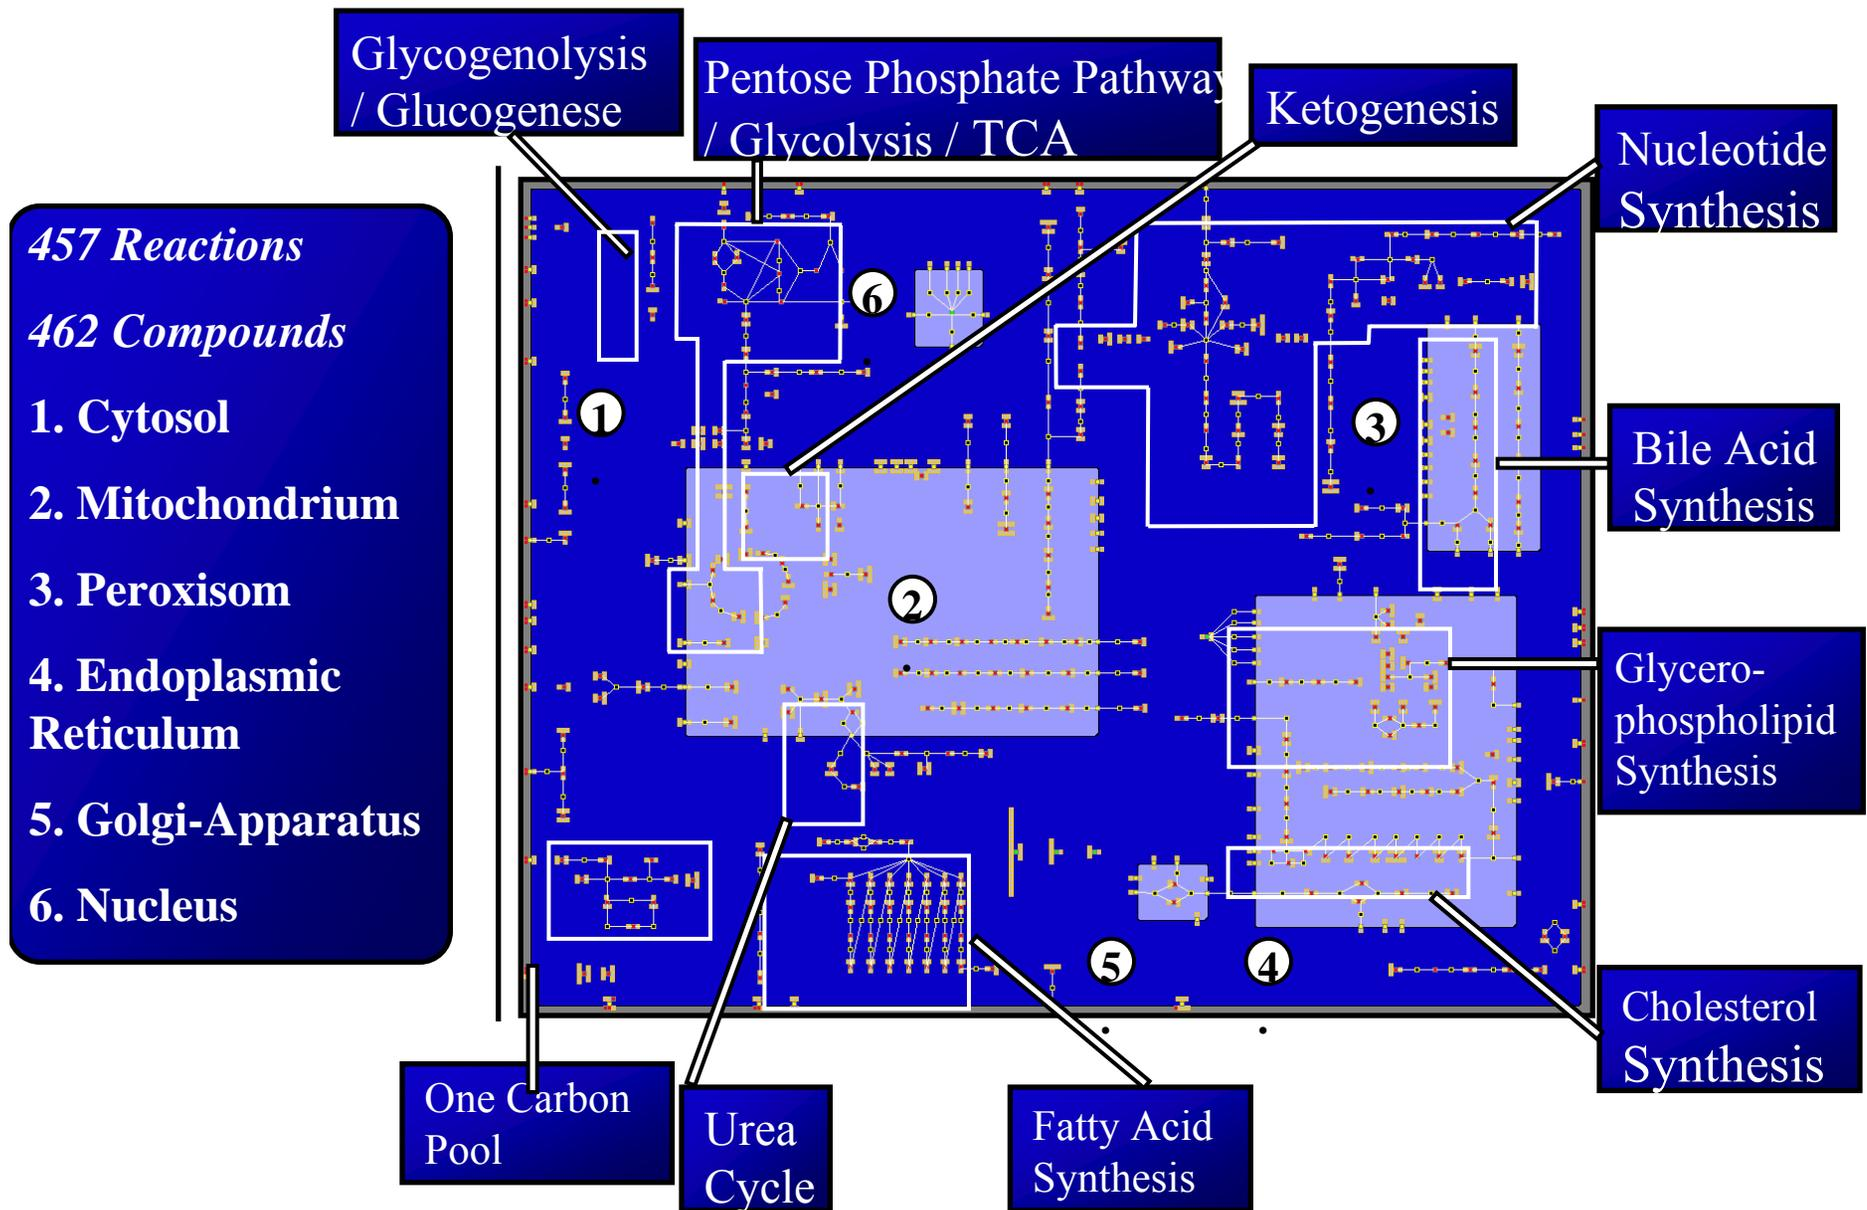 Glycogenolysis
/ Glucogenese
Pentose Phosphate Pathway
/ Glycolysis / TCA
Ketogenesis
Nucleotide
Synthesis
457 Reactions
462 Compounds
1. Cytosol
2. Mitochondrium
3. Peroxisom
4. Endoplasmic
Reticulum
5. Golgi-Apparatus
6. Nucleus
6
1
3
2
5
4
Bile Acid
Synthesis
Glycero-
phospholipid
Synthesis
Cholesterol
Synthesis
One Carbon
Pool
Urea
Cycle
Fatty Acid
Synthesis